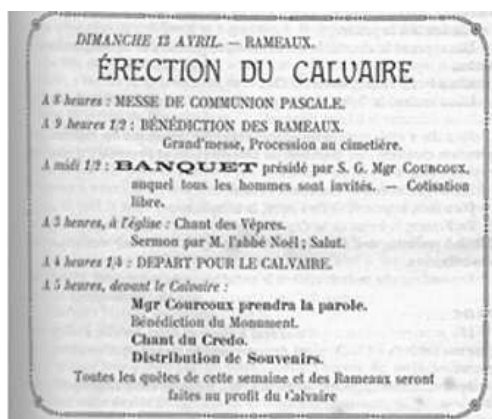 DIMANCHE 13 AVRIL. — RAMEAUX.
ÉRECTION DU CALVAIRE
A 8 heures : MESSE DE COMMUNION PASCALE.
A 9 heures 1/2 : BÉNÉDICTION DES RAMEAUX.
Grand'messe, Procession au cimetière.
A midi 1/2 : BANQUET présidé par S. G. Mgr COURCOUX,
auquel tous les hommes sont invités. — Cotisation
libre.
A 3 heures, à l'église : Chant des Vêpres.
Sermon par M. l'abbé Noël ; Salut.
A 4 heures 1/4 : DEPART POUR LE CALVAIRE.
A 5 heures, devant le Calvaire :
Mgr Courcoux prendra la parole.
Bénédiction du Monument.
Chant du Credo.
Distribution de Souvenirs.
Toutes les quêtes de cette semaine et des Rameaux seront
faites au profit du Calvaire